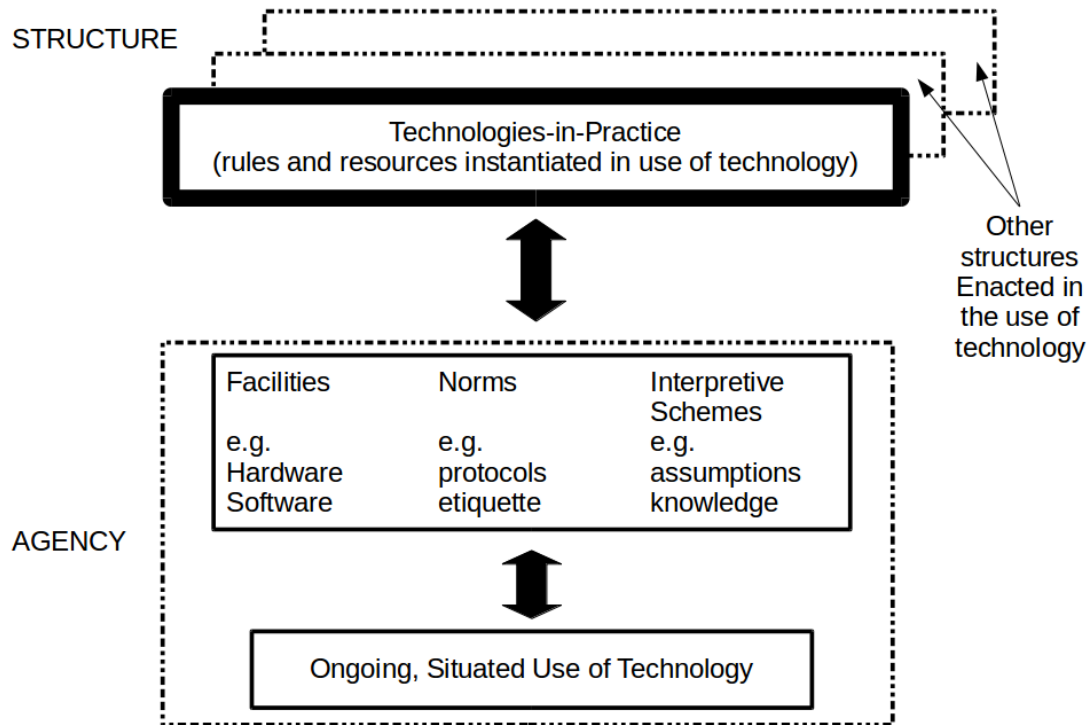 STRUCTURE
Technologies-in-Practice
(rules and resources instantiated in use of technology)
Other
structures
Enacted in
the use of
technology
Facilities
e.g.
Hardware
Software
Norms
e.g.
protocols
etiquette
Interpretive
Schemes
e.g.
assumptions
knowledge
AGENCY
Ongoing, Situated Use of Technology